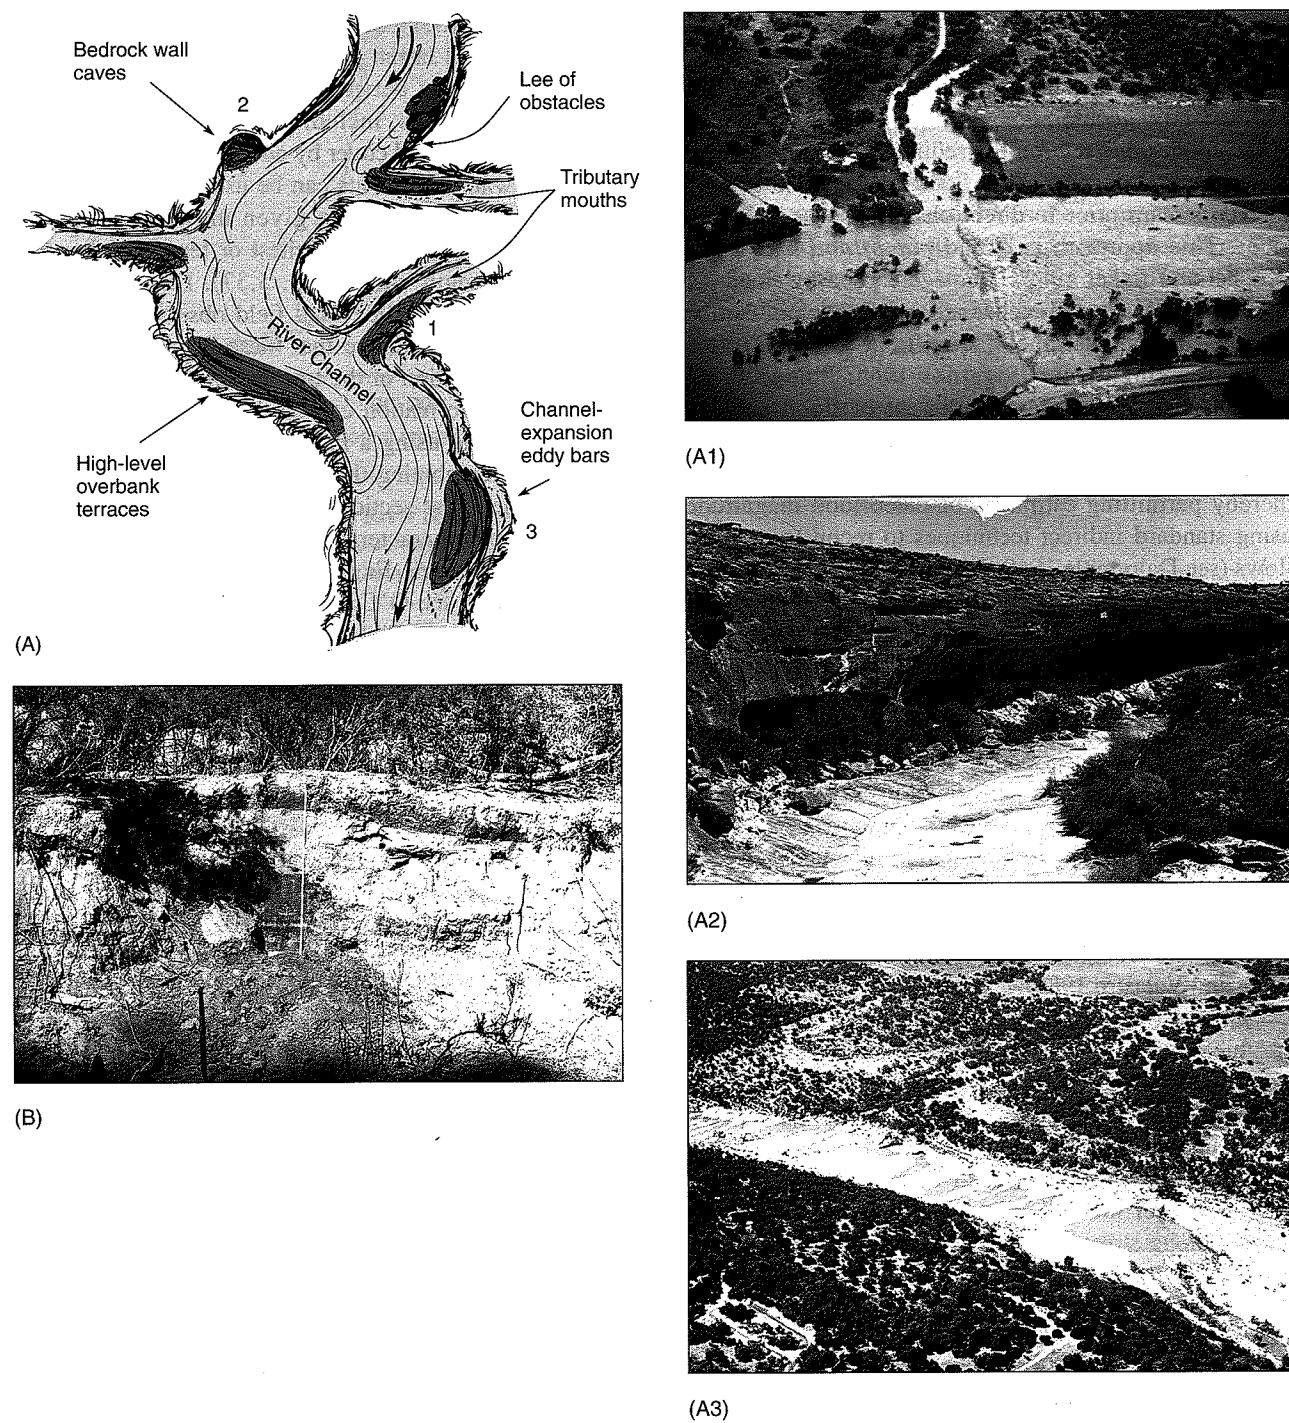 Bedrock wall
caves
2
Lee of
obstacles
Tributary
mouths
1
River Channel
Channel-
expansion
eddy bars
3
High-level
overbank
terraces
(A)
(B)
(A1)
(A2)
(A3)